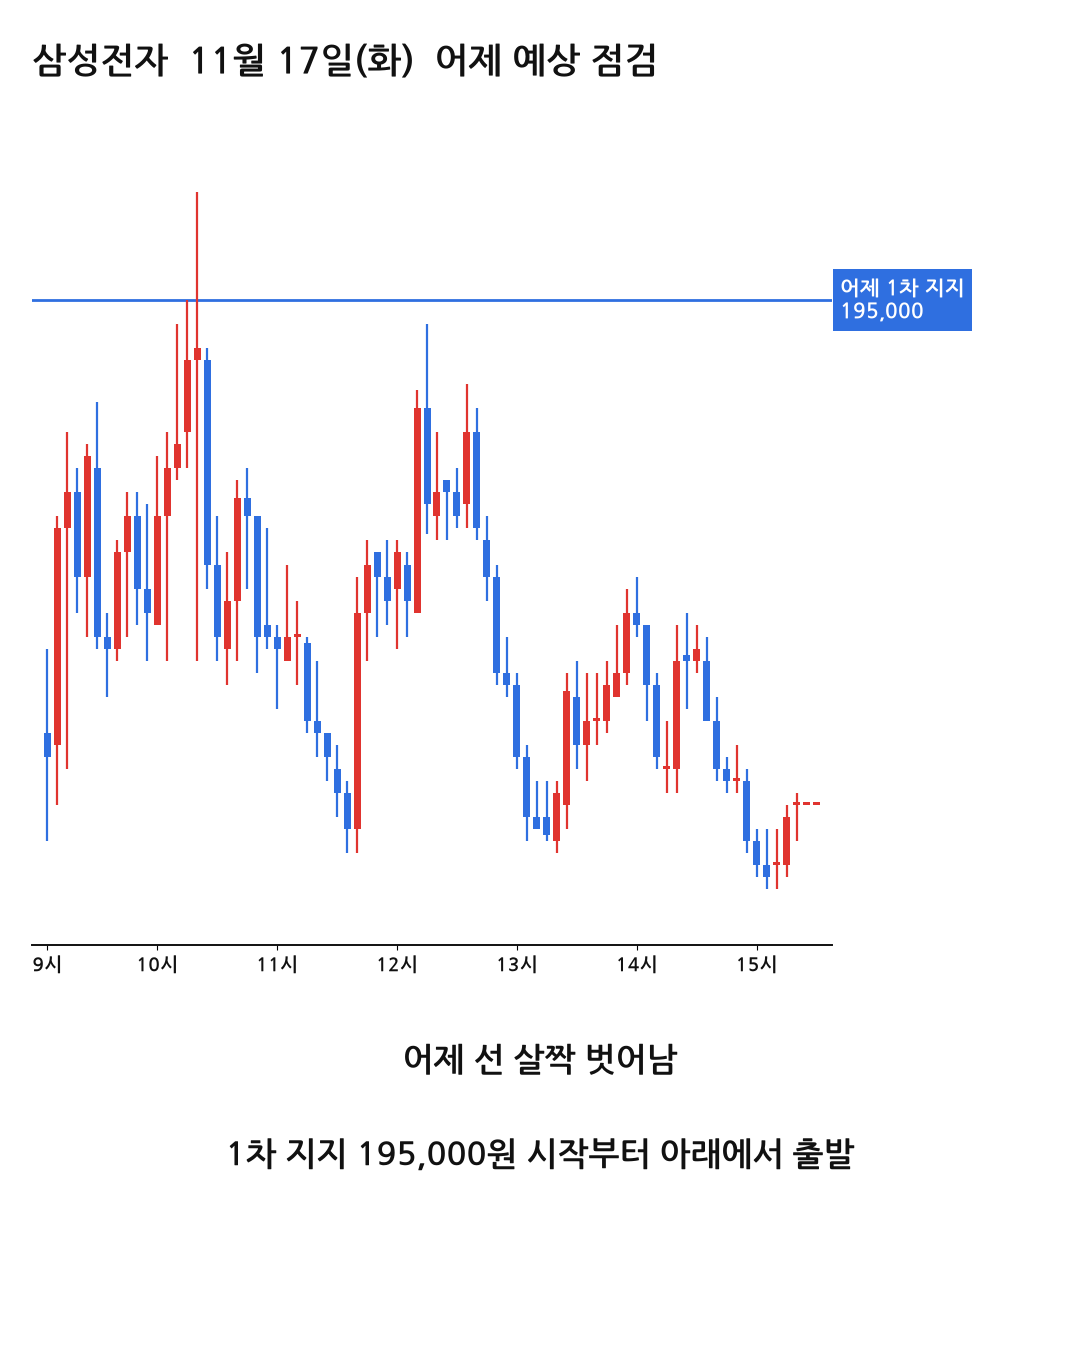 삼성전자 11월 17일(화) 어제 예상 점검
어제 1차 지지
195,000
9시 10시 11시 12시 13시 14시 15시
어제 선 살짝 벗어남
1차 지지 195,000원 시작부터 아래에서 출발